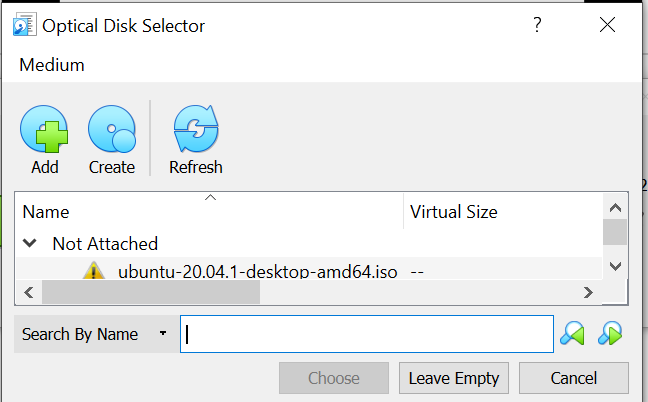 Optical Disk Selector ?
Medium
Add Create Refresh
Name Virtual Size
Not Attached
ubuntu-20.04.1-desktop-amd64.iso --
Search By Name
Choose Leave Empty Cancel